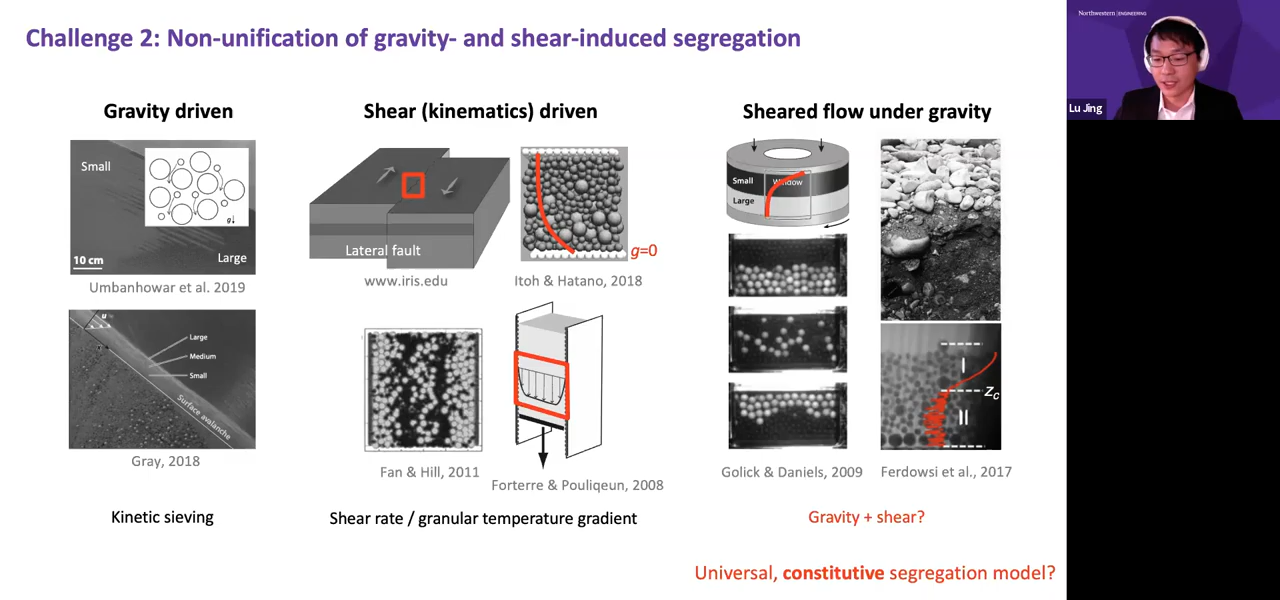 Challenge 2: Non-unification of gravity- and shear-induced segregation
Northwestern | ENGINEERING
Lu Jing
Gravity driven
Small
g↓
Large
10 cm
Umbanhowar et al. 2019
u
Large
Medium
Small
Surface avalanche
Gray, 2018
Kinetic sieving
Shear (kinematics) driven
Lateral fault
www.iris.edu
g=0
Itoh & Hatano, 2018
Fan & Hill, 2011
Forterre & Pouliqeun, 2008
Shear rate / granular temperature gradient
Sheared flow under gravity
Small
Window
Large
Golick & Daniels, 2009
I
Zc
II
Ferdowsi et al., 2017
Gravity + shear?
Universal, constitutive segregation model?